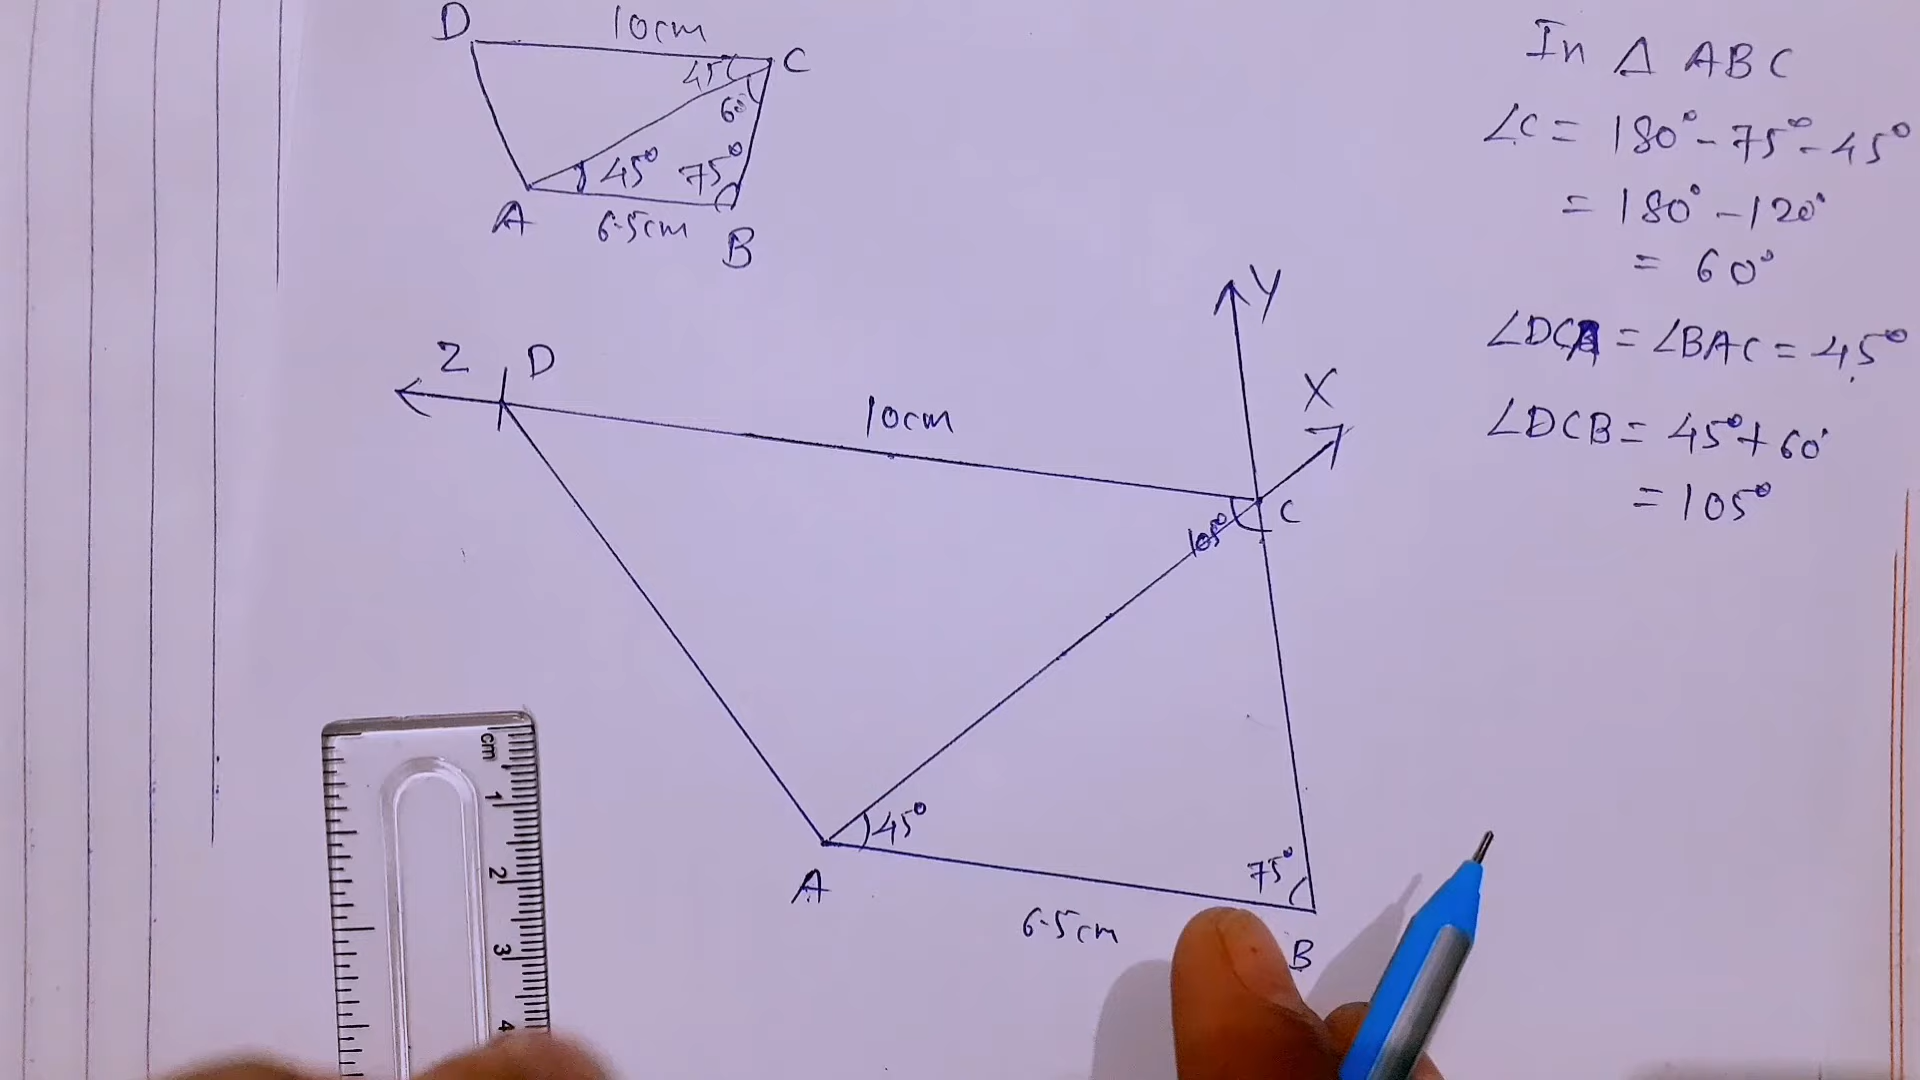 D 10cm C
45
60
45° 75°
A 6.5cm B
In Δ ABC
∠C = 180° - 75° - 45°
= 180° - 120°
= 60°
∠DCA = ∠BAC = 45°
∠DCB = 45° + 60°
= 105°
Y
X
Z D
10cm
105° C
45°
75°
A
6.5cm
B
cm
1
2
3
4